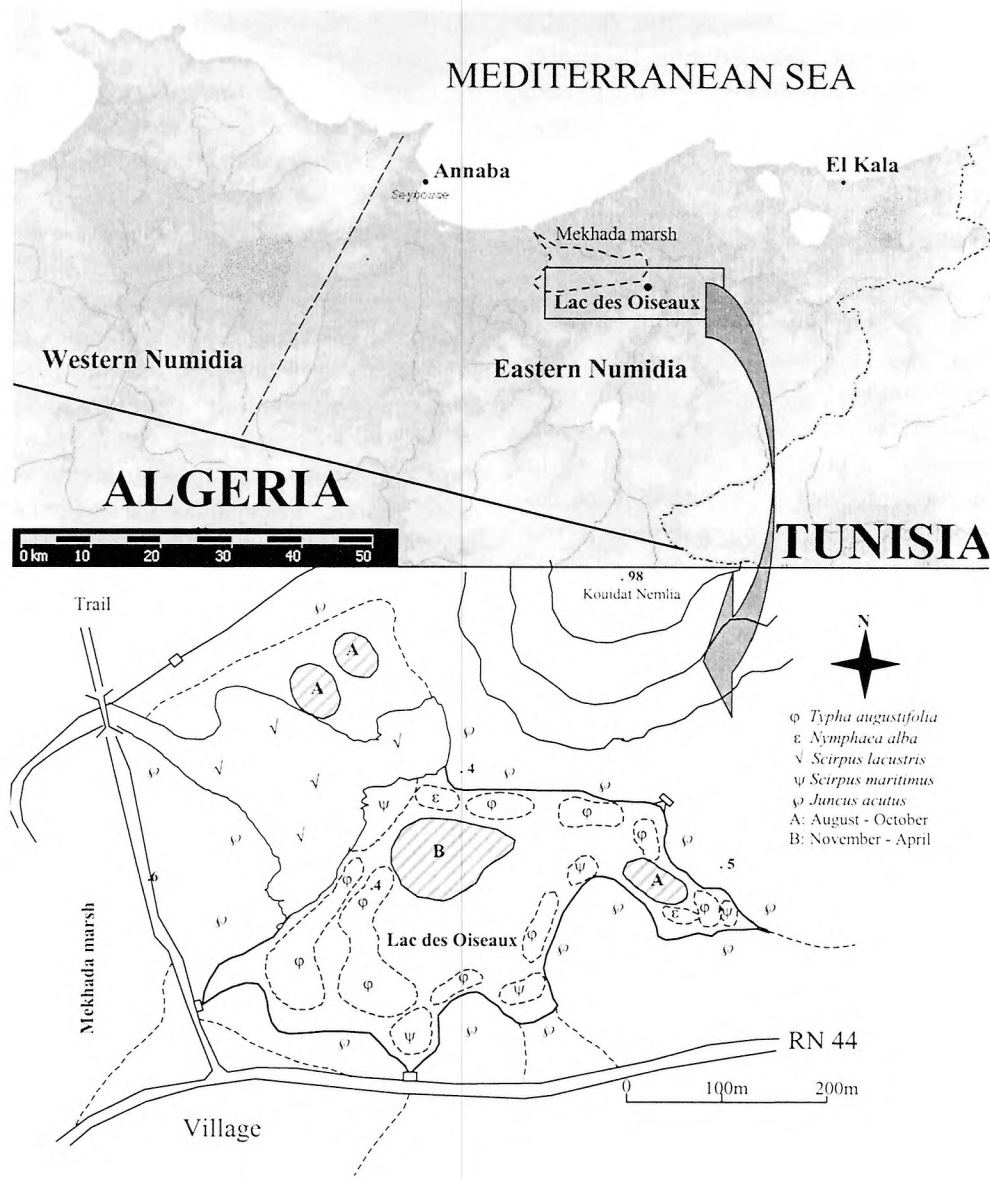 MEDITERRANEAN SEA
Annaba
Seybouse
El Kala
Mekhada marsh
Lac des Oiseaux
Western Numidia
Eastern Numidia
ALGERIA
TUNISIA
0 km 10 20 30 40 50
. 98
Kouidat Nemlia
Trail
N
φ Typha augustifolia
ε Nymphaea alba
√ Scirpus lacustris
ψ Scirpus maritimus
℘ Juncus acutus
A: August - October
B: November - April
A
A
.4
B
A
.5
.4
.6
Lac des Oiseaux
Mekhada marsh
RN 44
0 100m 200m
Village